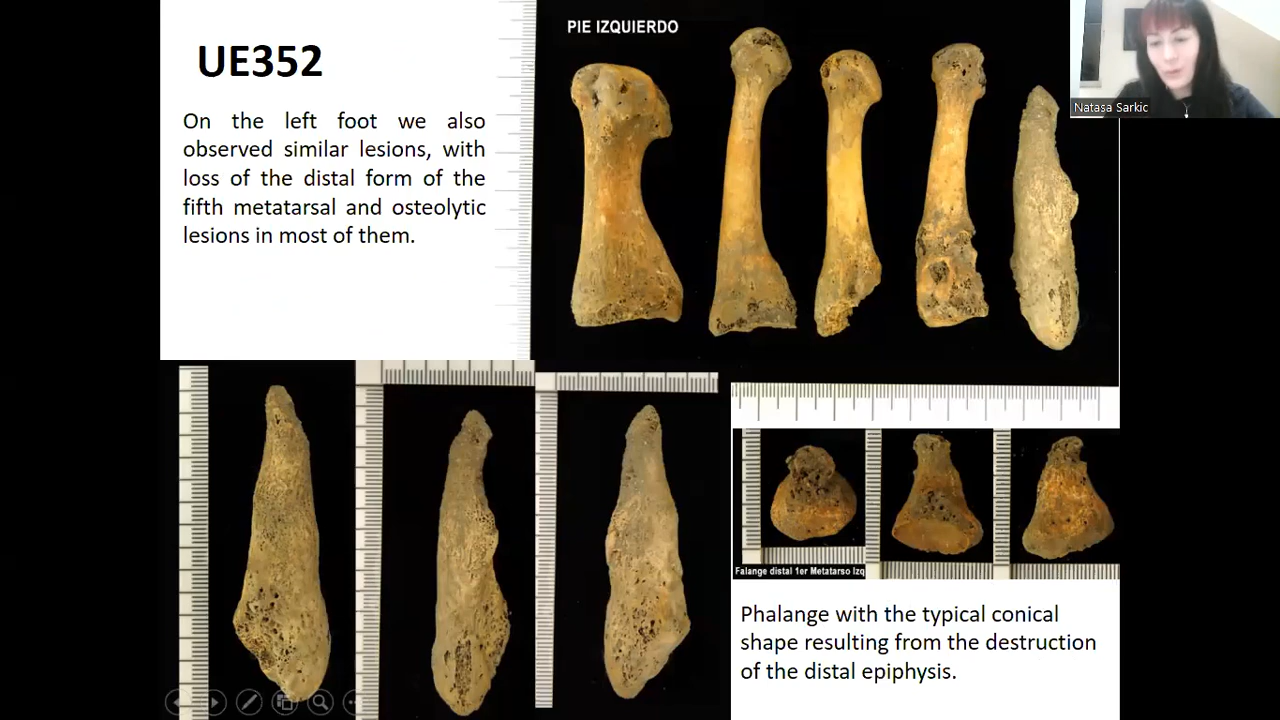 UE352
On the left foot we also
observed similar lesions, with
loss of the distal form of the
fifth metatarsal and osteolytic
lesions in most of them.
PIE IZQUIERDO
Natasa Sarkic
Falange distal 1er Metatarso Izq
Phalange with the typical conical
shape resulting from the destruction
of the distal epiphysis.